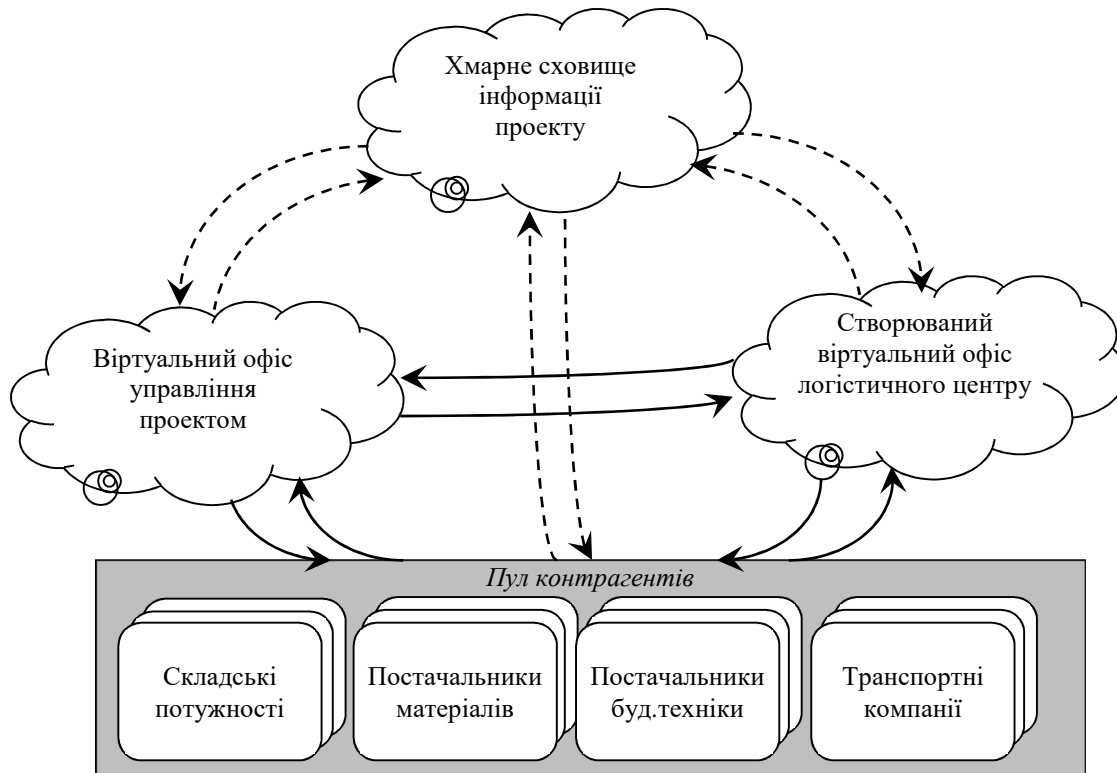 Хмарне сховище
інформації
проекту
Віртуальний офіс
управління
проектом
Створюваний
віртуальний офіс
логістичного центру
Пул контрагентів
Складські
потужності
Постачальники
матеріалів
Постачальники
буд.техніки
Транспортні
компанії